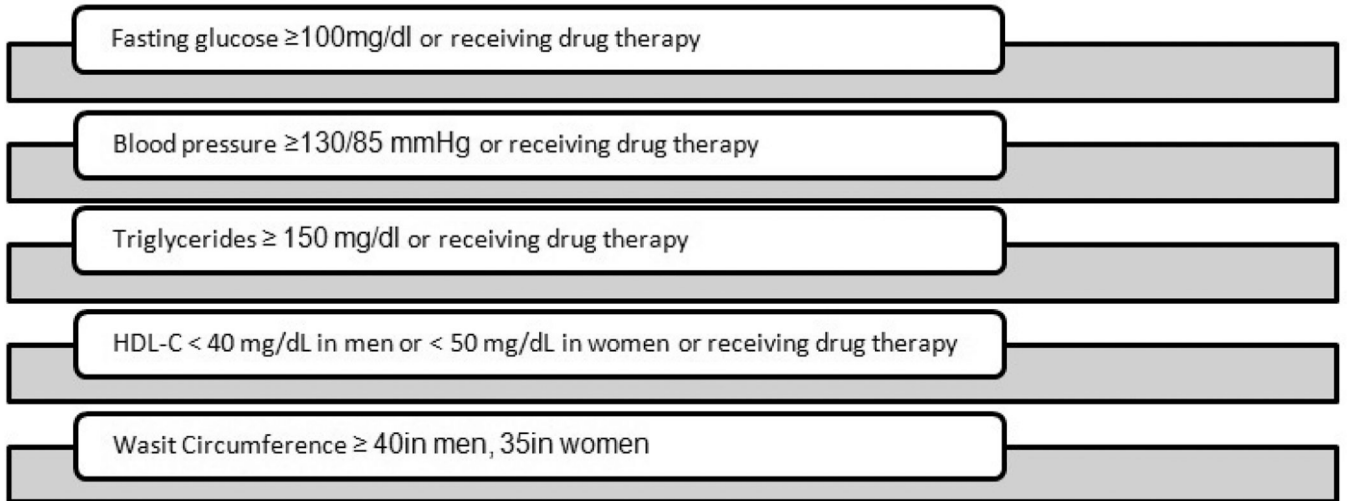 Fasting glucose ≥100mg/dl or receiving drug therapy
Blood pressure ≥130/85 mmHg or receiving drug therapy
Triglycerides ≥ 150 mg/dl or receiving drug therapy
HDL-C < 40 mg/dL in men or < 50 mg/dL in women or receiving drug therapy
Wasit Circumference ≥ 40in men, 35in women